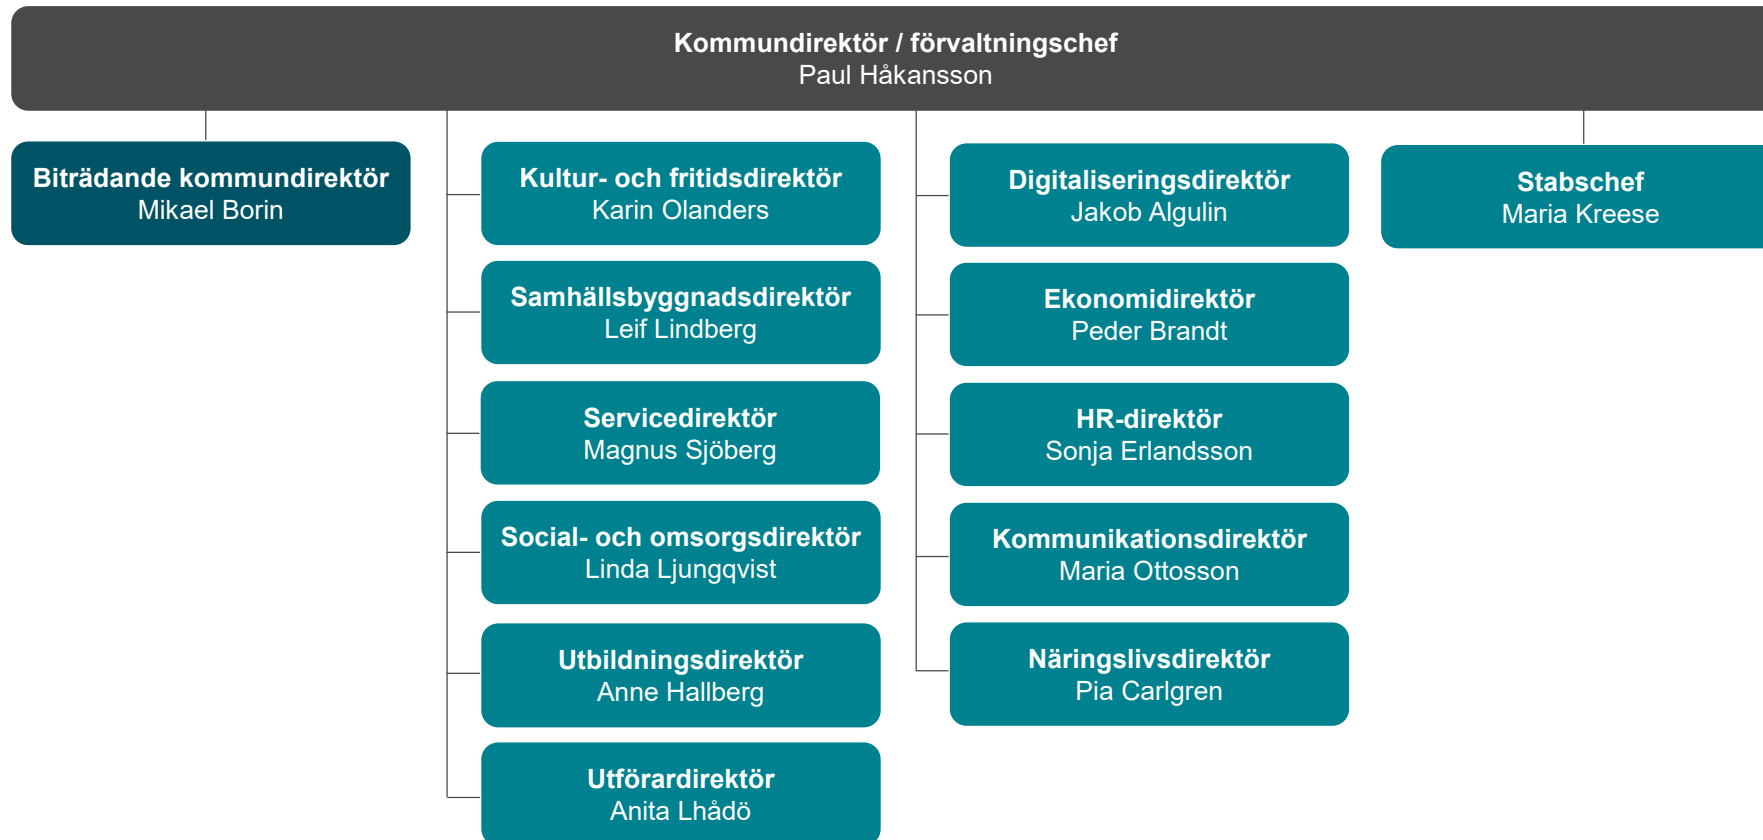 Kommundirektör / förvaltningschef
Paul Håkansson
Biträdande kommundirektör
Mikael Borin
Kultur- och fritidsdirektör
Karin Olanders
Samhällsbyggnadsdirektör
Leif Lindberg
Servicedirektör
Magnus Sjöberg
Social- och omsorgsdirektör
Linda Ljungqvist
Utbildningsdirektör
Anne Hallberg
Utförardirektör
Anita Lhådö
Digitaliseringsdirektör
Jakob Algulin
Ekonomidirektör
Peder Brandt
HR-direktör
Sonja Erlandsson
Kommunikationsdirektör
Maria Ottosson
Näringslivsdirektör
Pia Carlgren
Stabschef
Maria Kreese